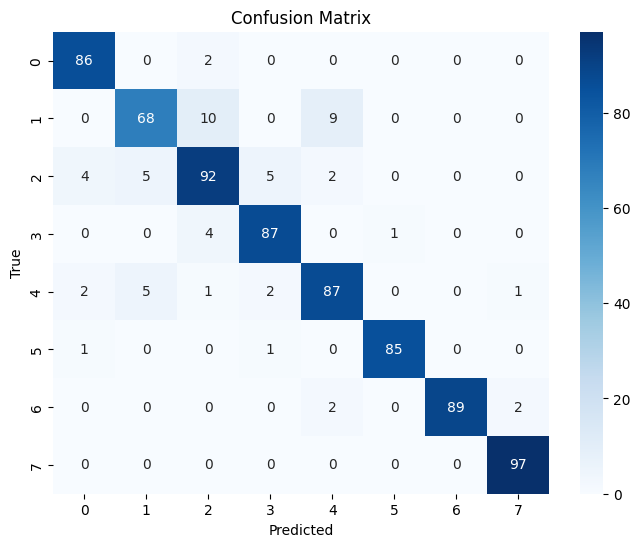 Confusion Matrix
0 86 0 2 0 0 0 0 0
1 0 68 10 0 9 0 0 0
2 4 5 92 5 2 0 0 0
3 0 0 4 87 0 1 0 0
4 2 5 1 2 87 0 0 1
5 1 0 0 1 0 85 0 0
6 0 0 0 0 2 0 89 2
7 0 0 0 0 0 0 0 97
0 1 2 3 4 5 6 7
True
Predicted
80
60
40
20
0